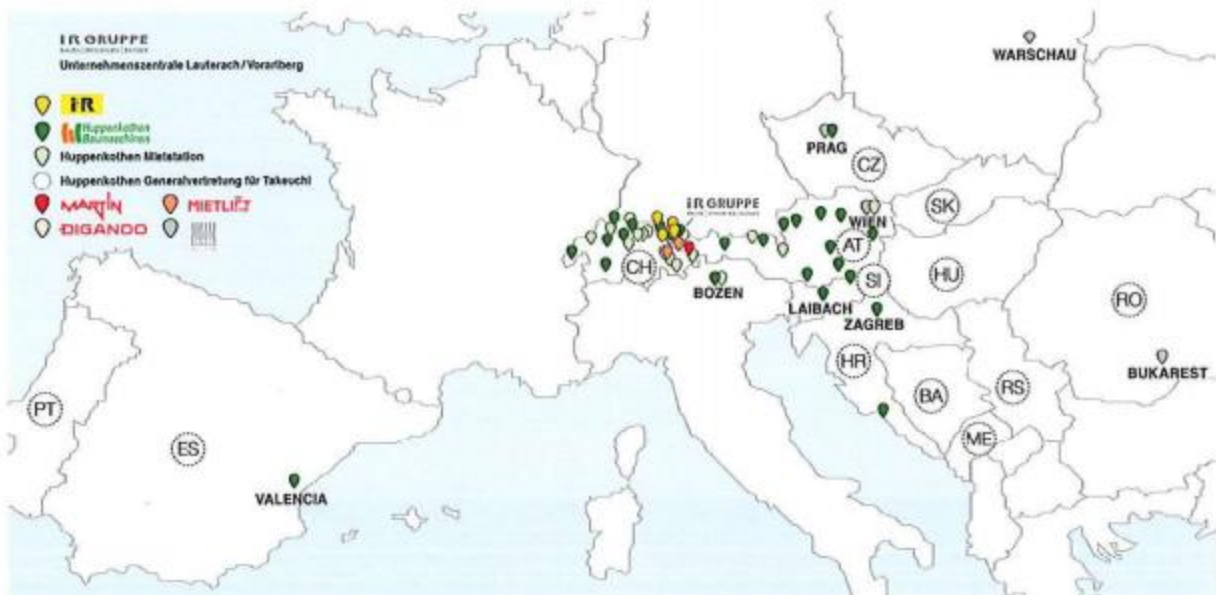 i+R GRUPPE
Unternehmenszentrale Lauterach/Vorarlberg
i+R
Huppenkothen
Baumaschinen
Huppenkothen Mietstation
Huppenkothen Generalvertretung für Takeuchi
MARTIN
MIETLIFT
DIGANDO
WARSCHAU
PRAG
CZ
i+R GRUPPE
WIEN
SK
AT
CH
HU
BOZEN
SI
LAIBACH
RO
ZAGREB
HR
BUKAREST
BA
RS
PT
ME
ES
VALENCIA